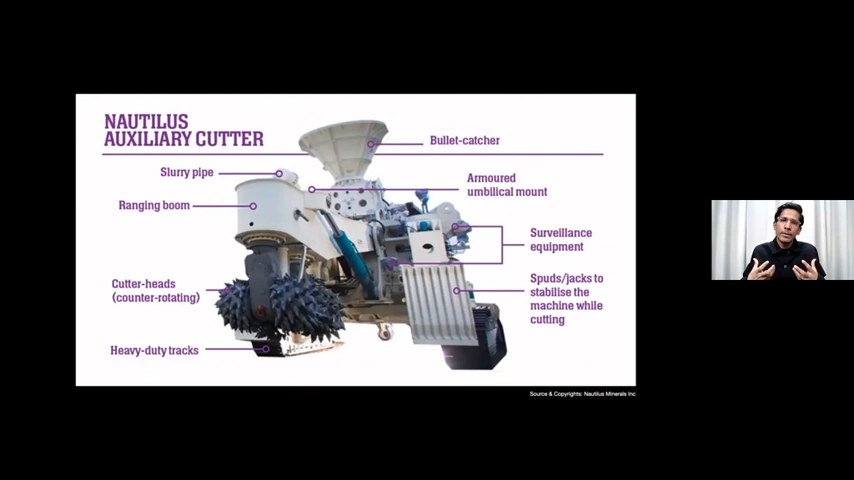 NAUTILUS
AUXILIARY CUTTER
Bullet-catcher
Slurry pipe
Armoured
umbilical mount
Ranging boom
Surveillance
equipment
Cutter-heads
(counter-rotating)
Spuds/jacks to
stabilise the
machine while
cutting
Heavy-duty tracks
Source & Copyrights: Nautilus Minerals Inc